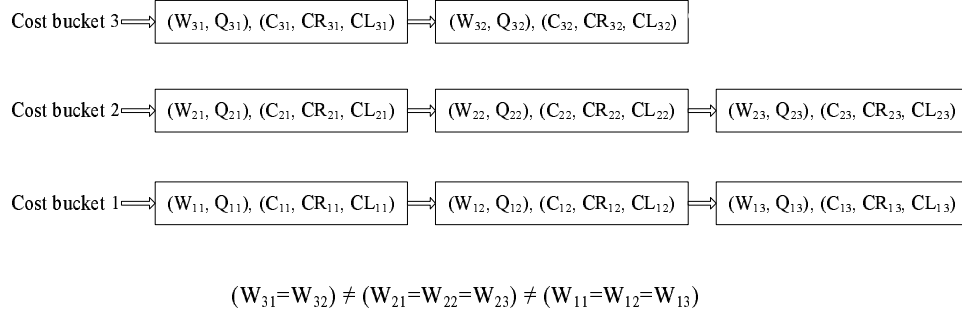 Cost bucket 3 (W₃₁, Q₃₁), (C₃₁, CR₃₁, CL₃₁) (W₃₂, Q₃₂), (C₃₂, CR₃₂, CL₃₂)
Cost bucket 2 (W₂₁, Q₂₁), (C₂₁, CR₂₁, CL₂₁) (W₂₂, Q₂₂), (C₂₂, CR₂₂, CL₂₂) (W₂₃, Q₂₃), (C₂₃, CR₂₃, CL₂₃)
Cost bucket 1 (W₁₁, Q₁₁), (C₁₁, CR₁₁, CL₁₁) (W₁₂, Q₁₂), (C₁₂, CR₁₂, CL₁₂) (W₁₃, Q₁₃), (C₁₃, CR₁₃, CL₁₃)
(W₃₁=W₃₂) ≠ (W₂₁=W₂₂=W₂₃) ≠ (W₁₁=W₁₂=W₁₃)